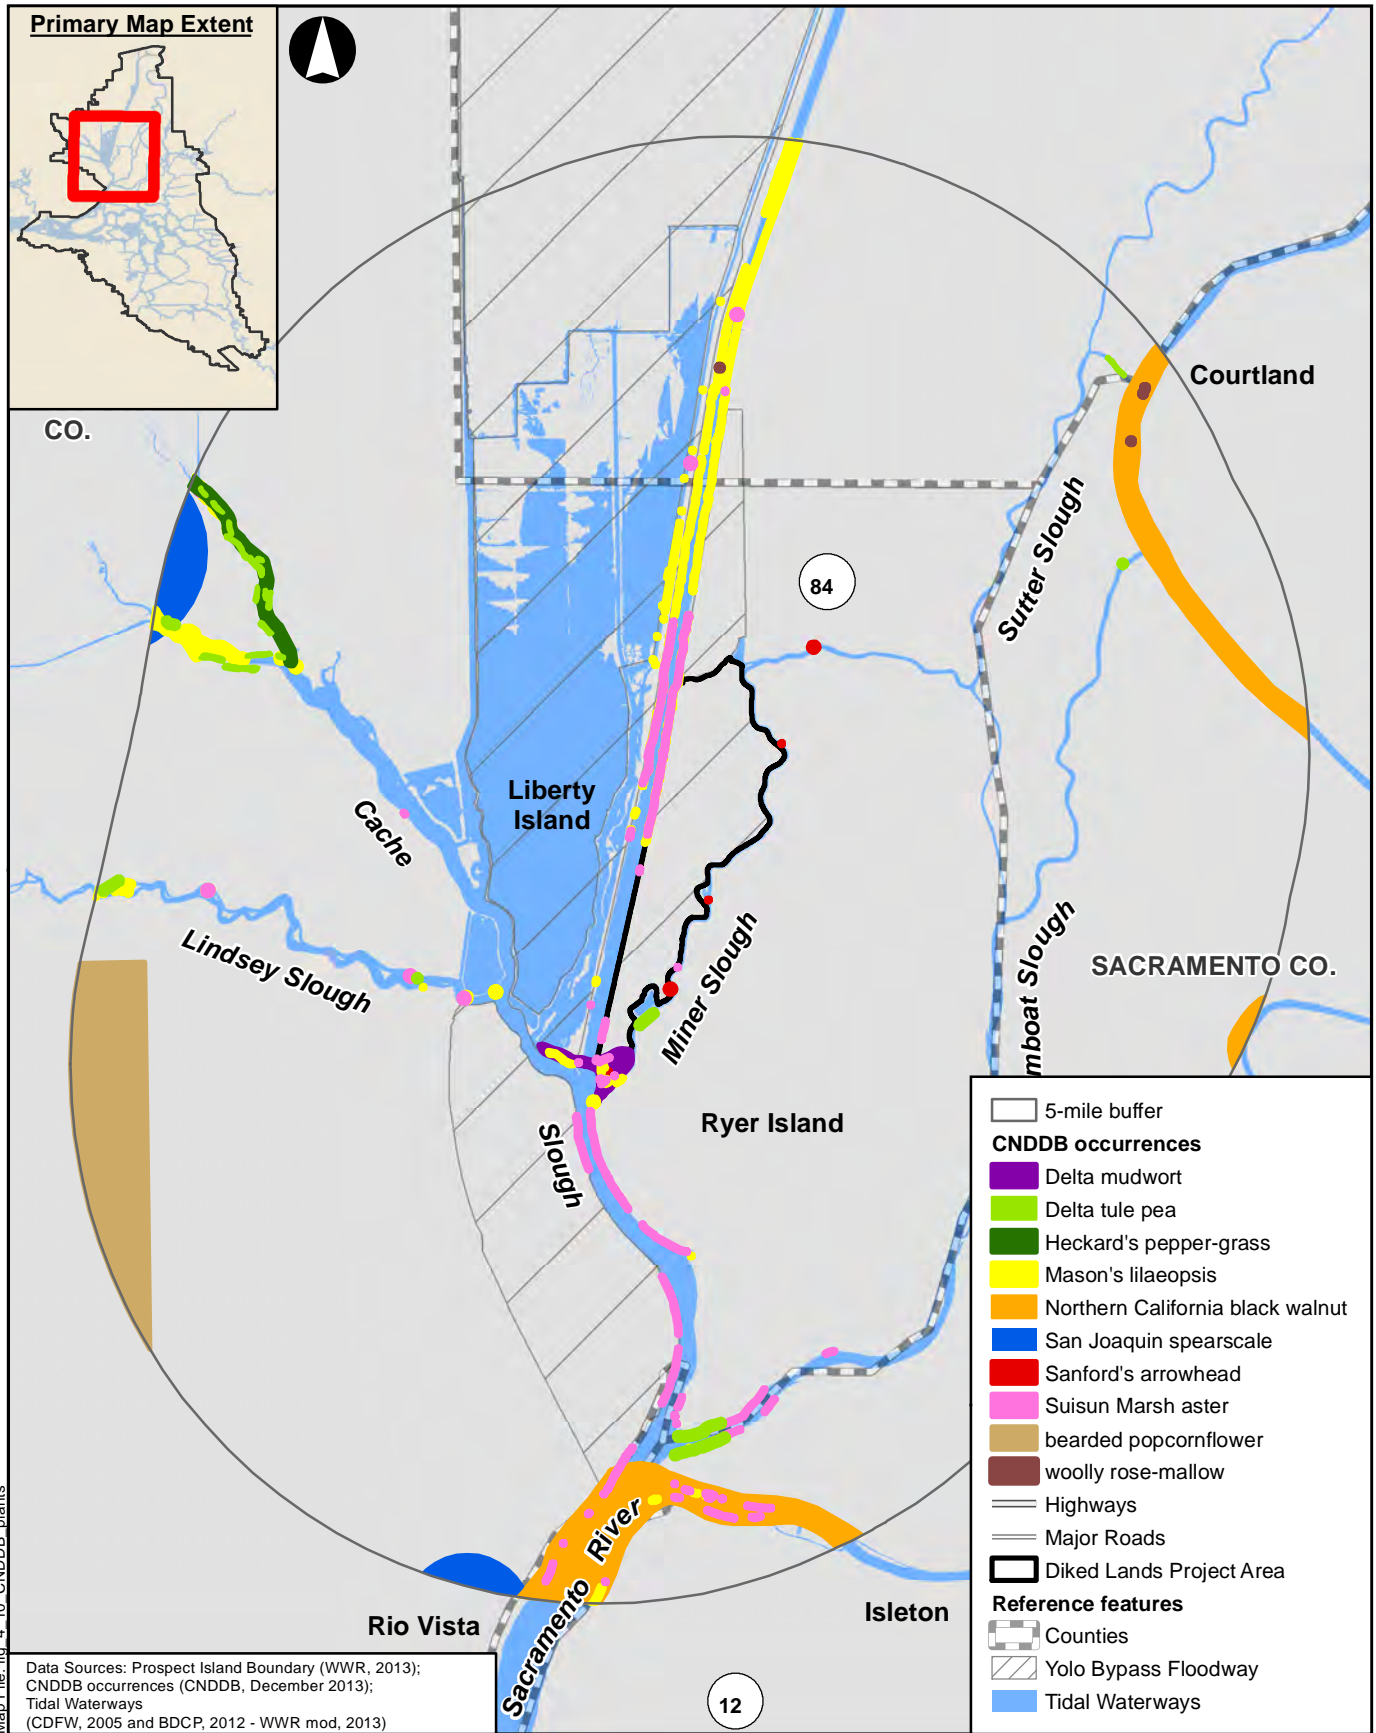 Primary Map Extent
CO.
Courtland
Sutter Slough
84
Liberty
Island
Cache
Lindsey Slough
Miner Slough
mboat Slough
SACRAMENTO CO.
Ryer Island
Slough
Sacramento River
Rio Vista
Isleton
12
5-mile buffer
CNDDB occurrences
Delta mudwort
Delta tule pea
Heckard's pepper-grass
Mason's lilaeopsis
Northern California black walnut
San Joaquin spearscale
Sanford's arrowhead
Suisun Marsh aster
bearded popcornflower
woolly rose-mallow
Highways
Major Roads
Diked Lands Project Area
Reference features
Counties
Yolo Bypass Floodway
Tidal Waterways
Data Sources: Prospect Island Boundary (WWR, 2013);
CNDDB occurrences (CNDDB, December 2013);
Tidal Waterways
(CDFW, 2005 and BDCP, 2012 - WWR mod, 2013)